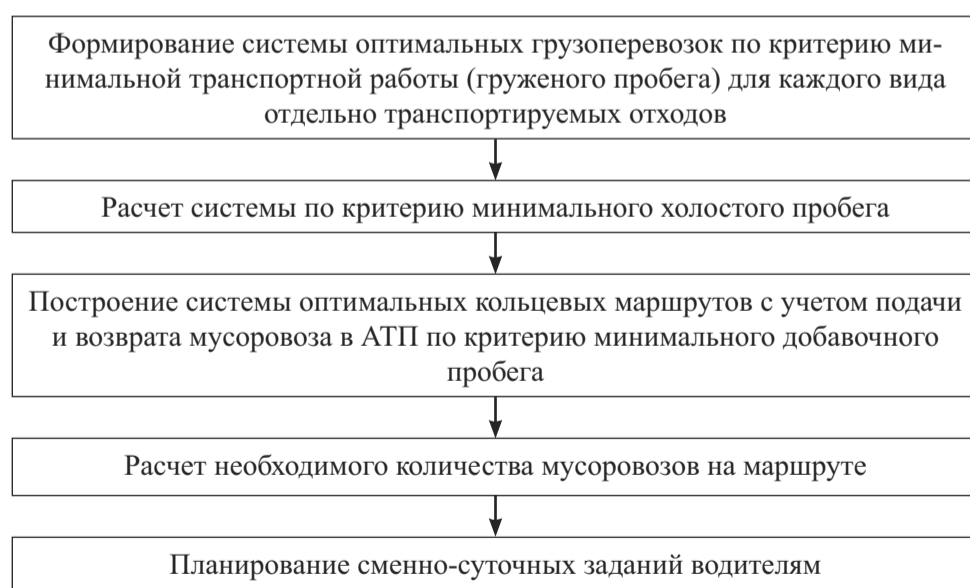 Формирование системы оптимальных грузоперевозок по критерию ми-
нимальной транспортной работы (груженого пробега) для каждого вида
отдельно транспортируемых отходов
Расчет системы по критерию минимального холостого пробега
Построение системы оптимальных кольцевых маршрутов с учетом подачи
и возврата мусоровоза в АТП по критерию минимального добавочного
пробега
Расчет необходимого количества мусоровозов на маршруте
Планирование сменно-суточных заданий водителям